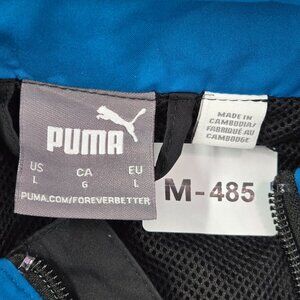 PUMA
US CA EU
L G L
PUMA.COM/FOREVERBETTER
MADE IN
CAMBODIA/
FABRIQUÉ AU
CAMBODGE
M-485